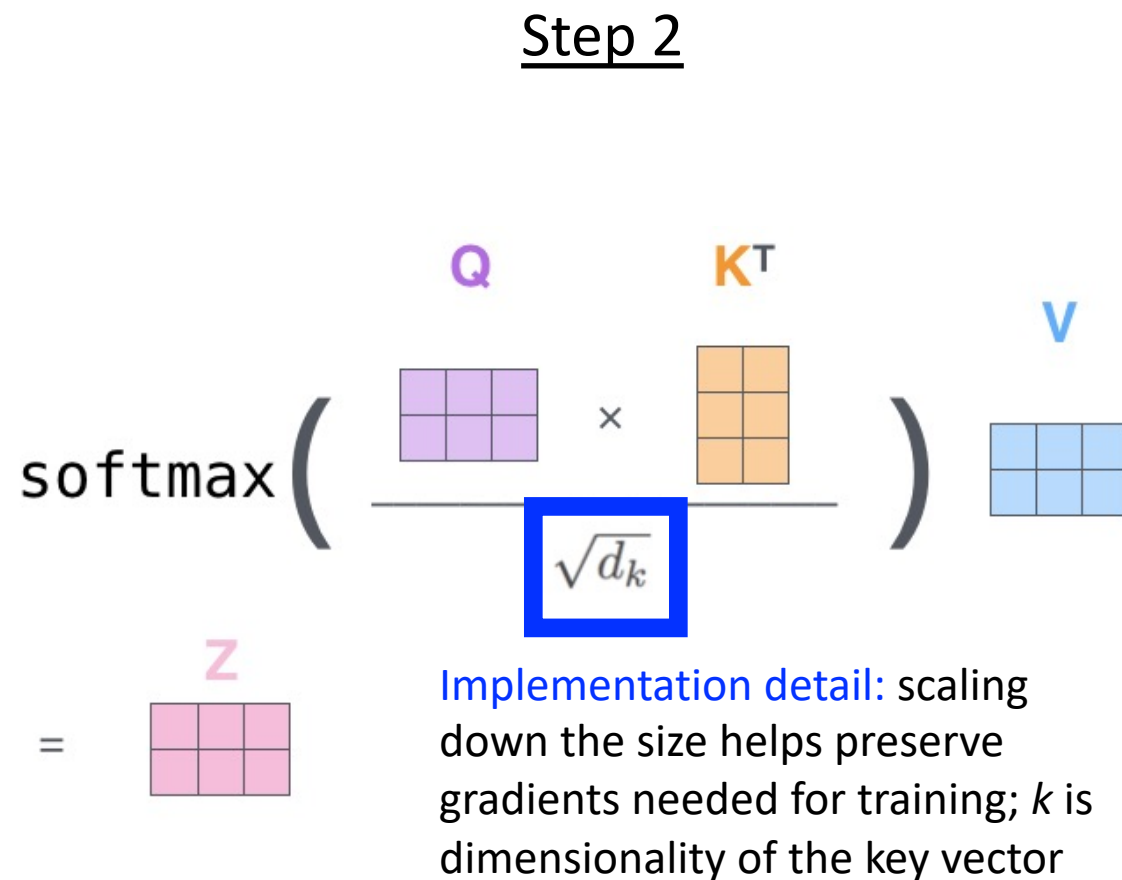 Step 2
Q
Kᵀ
V
softmax(
×
)
√dₖ
Z
=
Implementation detail: scaling
down the size helps preserve
gradients needed for training; k is
dimensionality of the key vector